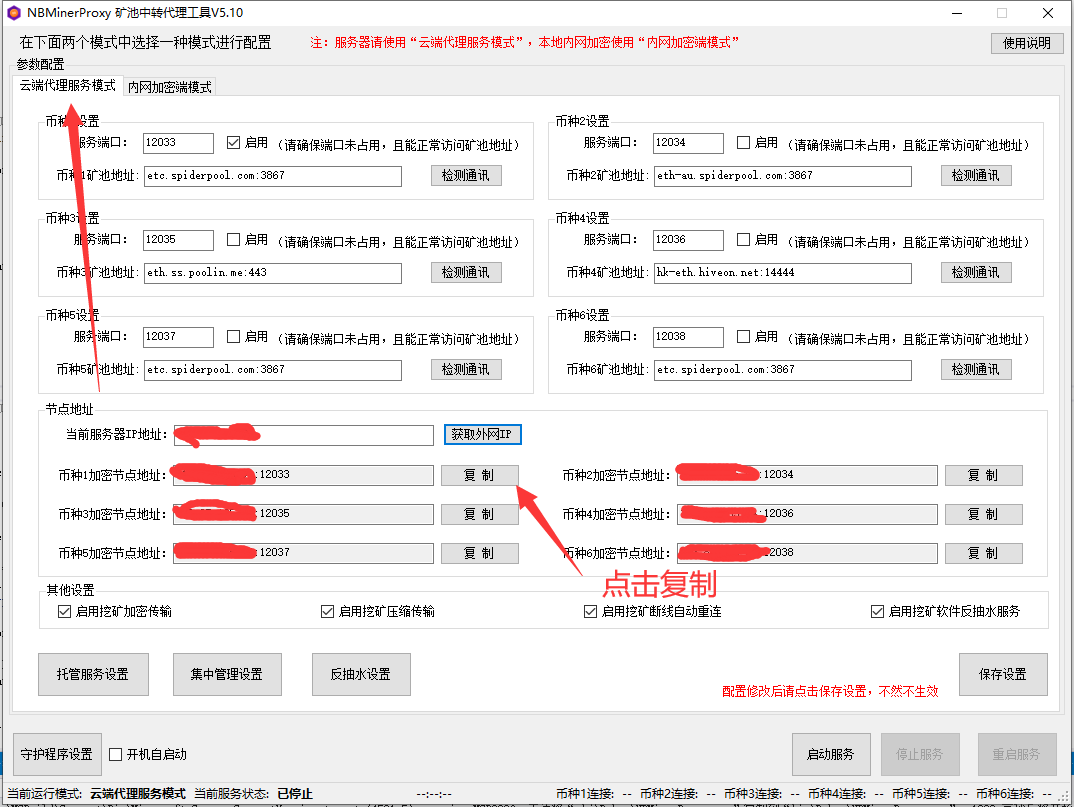 NBMinerProxy 矿池中转代理工具V5.10
在下面两个模式中选择一种模式进行配置 注：服务器请使用“云端代理服务模式”，本地内网加密使用“内网加密端模式” 使用说明
参数配置
云端代理服务模式 内网加密端模式
币种 设置 币种2设置
服务端口： 12033 启用 （请确保端口未占用，且能正常访问矿池地址） 服务端口： 12034 启用 （请确保端口未占用，且能正常访问矿池地址）
币种1矿池地址: etc.spiderpool.com:3867 检测通讯 币种2矿池地址: eth-au.spiderpool.com:3867 检测通讯
币种3设置 币种4设置
服务端口： 12035 启用 （请确保端口未占用，且能正常访问矿池地址） 服务端口： 12036 启用 （请确保端口未占用，且能正常访问矿池地址）
币种3矿池地址: eth.ss.poolin.me:443 检测通讯 币种4矿池地址: hk-eth.hiveon.net:14444 检测通讯
币种5设置 币种6设置
服务端口： 12037 启用 （请确保端口未占用，且能正常访问矿池地址） 服务端口： 12038 启用 （请确保端口未占用，且能正常访问矿池地址）
币种5矿池地址: etc.spiderpool.com:3867 检测通讯 币种6矿池地址: etc.spiderpool.com:3867 检测通讯
节点地址
当前服务器IP地址: 获取外网IP
币种1加密节点地址: :12033 复 制 币种2加密节点地址: :12034 复 制
币种3加密节点地址: :12035 复 制 币种4加密节点地址: :12036 复 制
币种5加密节点地址: :12037 复 制 币种6加密节点地址: 12038 复 制
点击复制
其他设置
启用挖矿加密传输 启用挖矿压缩传输 启用挖矿断线自动重连 启用挖矿软件反抽水服务
托管服务设置 集中管理设置 反抽水设置 配置修改后请点击保存设置，不然不生效 保存设置
守护程序设置 开机自启动 启动服务 停止服务 重启服务
当前运行模式: 云端代理服务模式 当前服务状态: 已停止 --:--:-- 币种1连接: -- 币种2连接: -- 币种3连接: -- 币种4连接: -- 币种5连接: -- 币种6连接: --